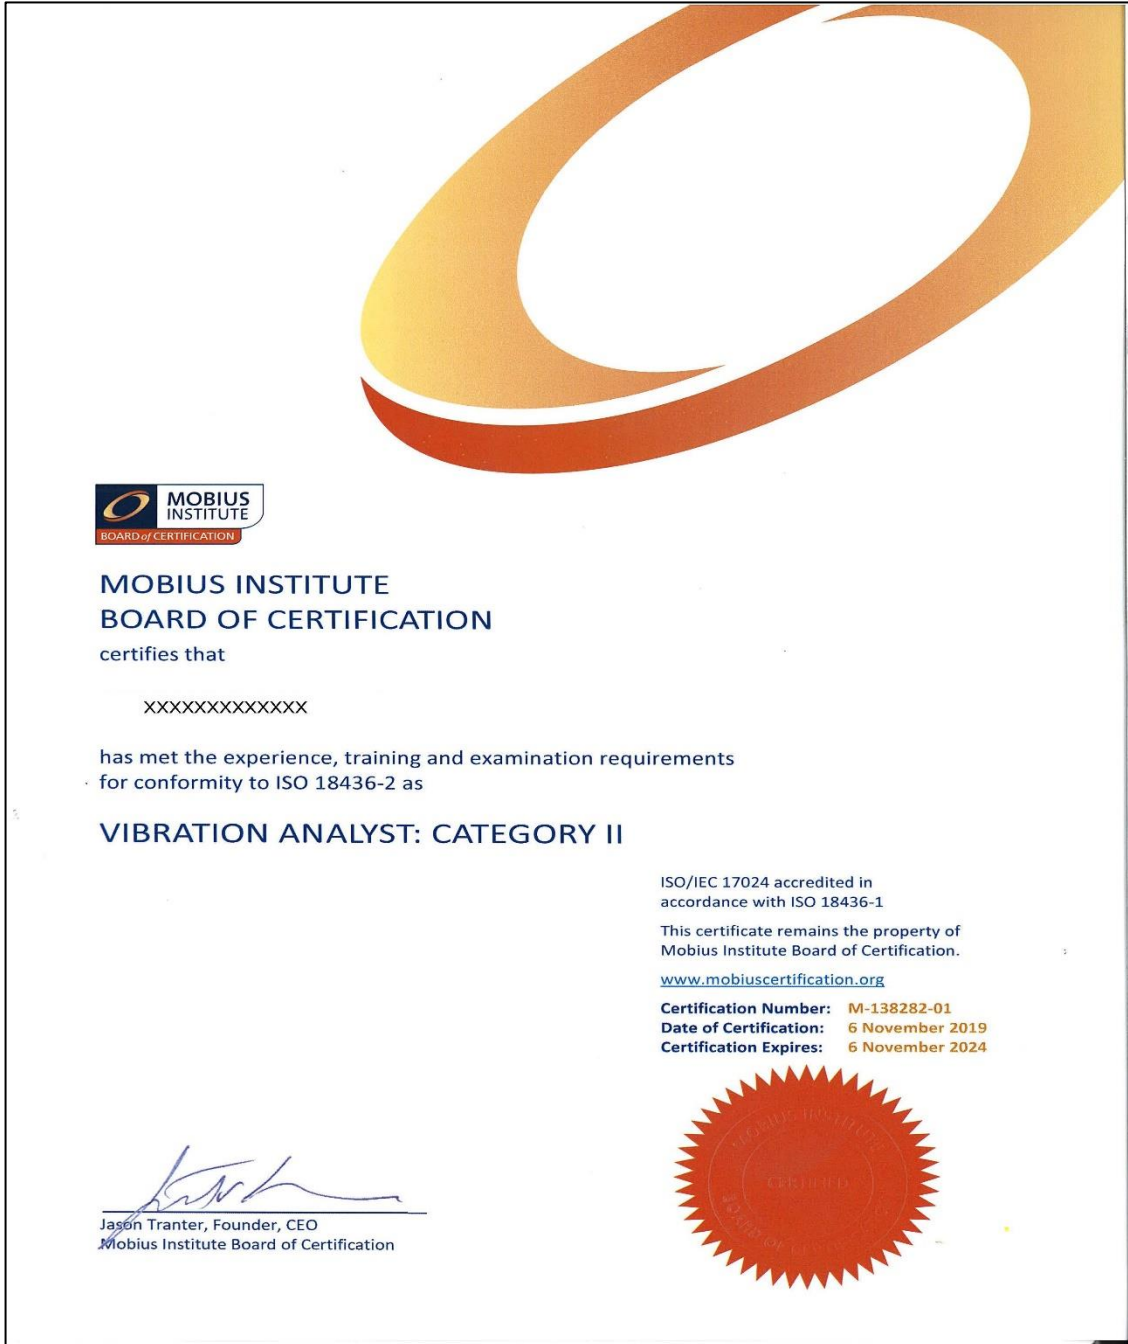 MOBIUS
INSTITUTE
BOARD of CERTIFICATION
MOBIUS INSTITUTE
BOARD OF CERTIFICATION
certifies that
XXXXXXXXXXXXX
has met the experience, training and examination requirements
for conformity to ISO 18436-2 as
VIBRATION ANALYST: CATEGORY II
ISO/IEC 17024 accredited in
accordance with ISO 18436-1
This certificate remains the property of
Mobius Institute Board of Certification.
www.mobiuscertification.org
Certification Number: M-138282-01
Date of Certification: 6 November 2019
Certification Expires: 6 November 2024
Jason Tranter, Founder, CEO
Mobius Institute Board of Certification
MOBIUS INSTITUTE
CERTIFIED